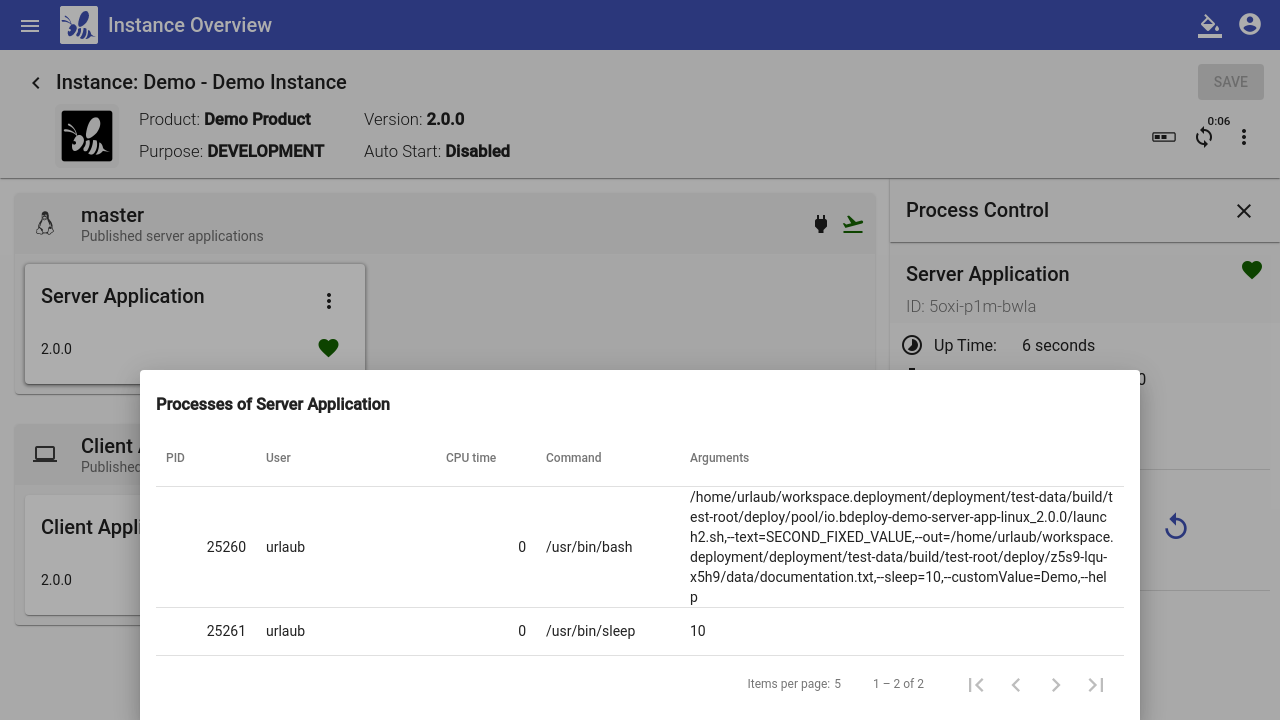 Instance Overview
Instance: Demo - Demo Instance
SAVE
Product: Demo Product
Version: 2.0.0
Purpose: DEVELOPMENT
Auto Start: Disabled
0:06
master
Published server applications
Server Application
2.0.0
Process Control
Server Application
ID: 5oxi-p1m-bwla
Up Time: 6 seconds
0
Client
Published
Client Appli
2.0.0
Processes of Server Application
PID User CPU time Command Arguments
25260 urlaub 0 /usr/bin/bash
/home/urlaub/workspace.deployment/deployment/test-data/build/t
est-root/deploy/pool/io.bdeploy-demo-server-app-linux_2.0.0/launc
h2.sh,--text=SECOND_FIXED_VALUE,--out=/home/urlaub/workspace.
deployment/deployment/test-data/build/test-root/deploy/z5s9-lqu-
x5h9/data/documentation.txt,--sleep=10,--customValue=Demo,--hel
p
25261 urlaub 0 /usr/bin/sleep 10
Items per page: 5
1 – 2 of 2